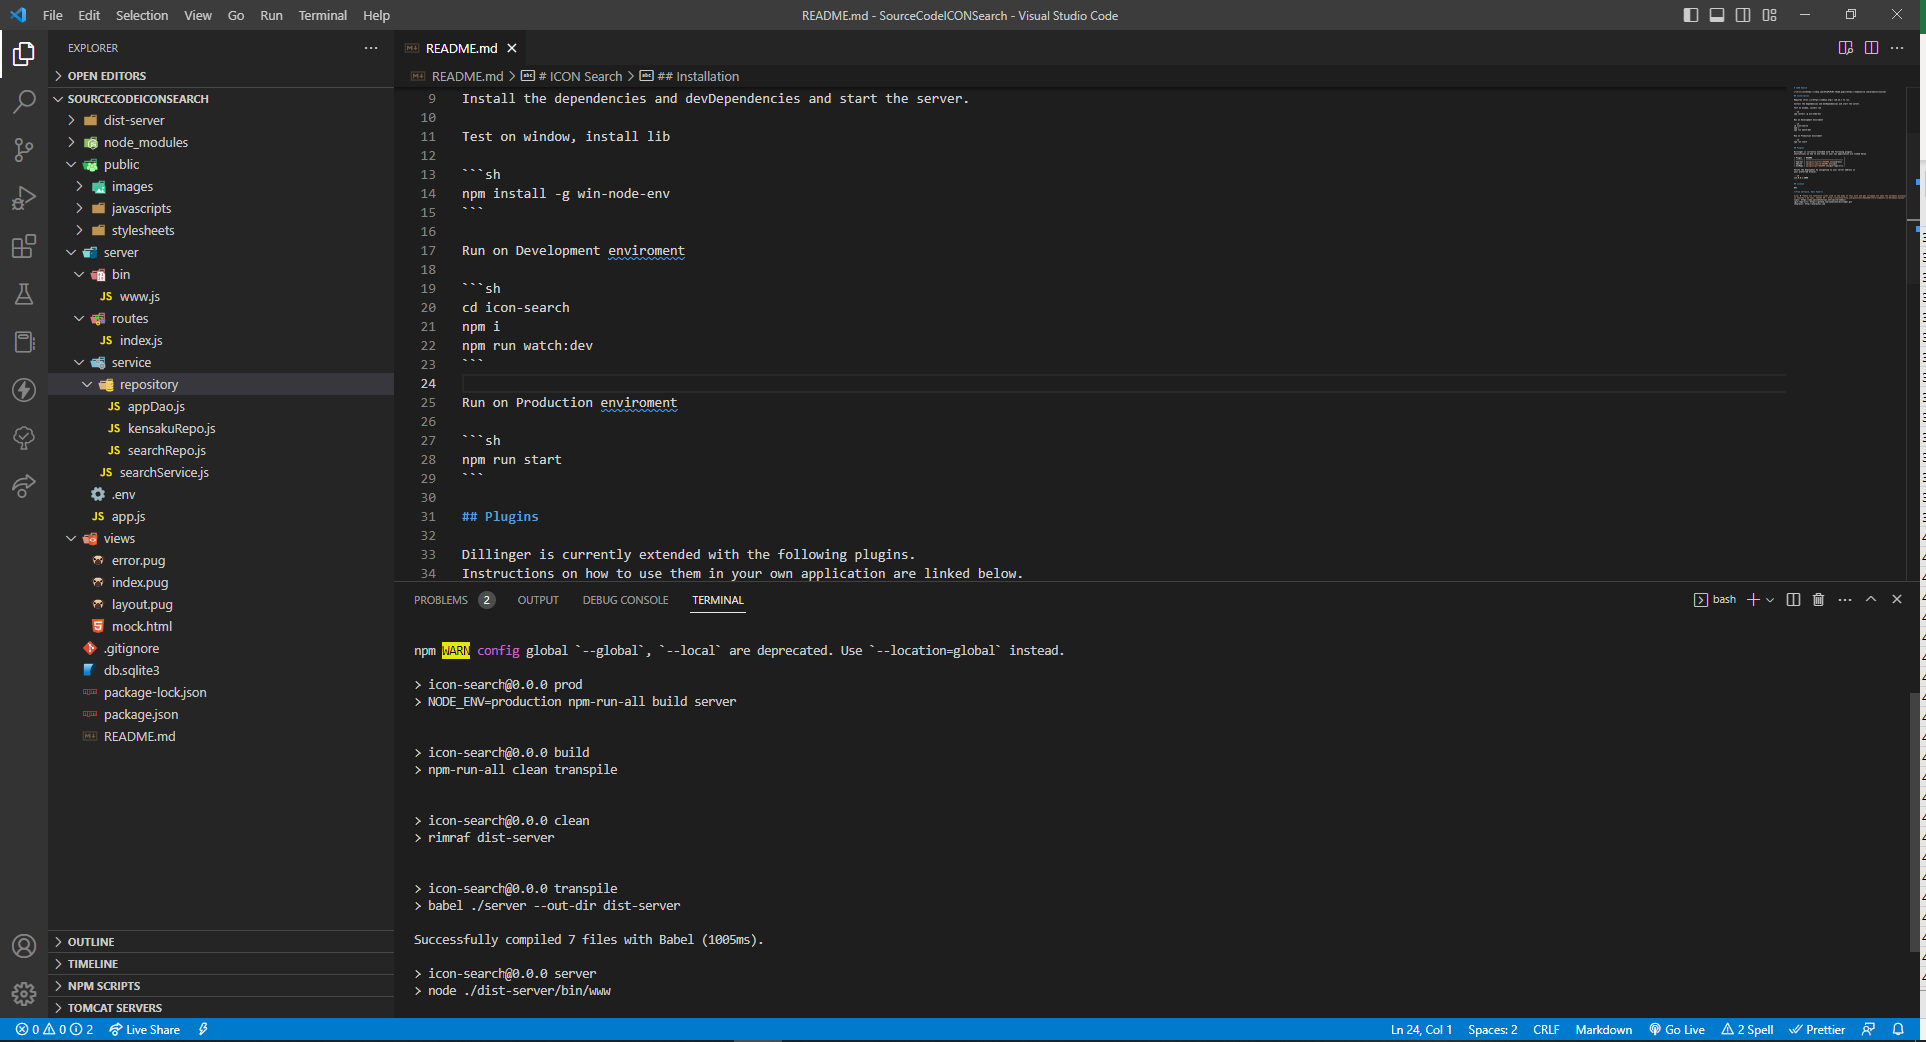 File Edit Selection View Go Run Terminal Help
README.md - SourceCodeICONSearch - Visual Studio Code
EXPLORER
OPEN EDITORS
SOURCECODEICONSEARCH
dist-server
node_modules
public
images
javascripts
stylesheets
server
bin
JS www.js
routes
JS index.js
service
repository
JS appDao.js
JS kensakuRepo.js
JS searchRepo.js
JS searchService.js
.env
JS app.js
views
error.pug
index.pug
layout.pug
mock.html
.gitignore
db.sqlite3
package-lock.json
package.json
README.md
OUTLINE
TIMELINE
NPM SCRIPTS
TOMCAT SERVERS
README.md
README.md > # ICON Search > ## Installation
9 Install the dependencies and devDependencies and start the server.
10
11 Test on window, install lib
12
13 ```sh
14 npm install -g win-node-env
15 ```
16
17 Run on Development enviroment
18
19 ```sh
20 cd icon-search
21 npm i
22 npm run watch:dev
23 ```
24
25 Run on Production enviroment
26
27 ```sh
28 npm run start
29 ```
30
31 ## Plugins
32
33 Dillinger is currently extended with the following plugins.
34 Instructions on how to use them in your own application are linked below.
PROBLEMS 2 OUTPUT DEBUG CONSOLE TERMINAL
bash
npm WARN config global `--global`, `--local` are deprecated. Use `--location=global` instead.
> icon-search@0.0.0 prod
> NODE_ENV=production npm-run-all build server
> icon-search@0.0.0 build
> npm-run-all clean transpile
> icon-search@0.0.0 clean
> rimraf dist-server
> icon-search@0.0.0 transpile
> babel ./server --out-dir dist-server
Successfully compiled 7 files with Babel (1005ms).
> icon-search@0.0.0 server
> node ./dist-server/bin/www
0 0 2 Live Share
Ln 24, Col 1 Spaces: 2 CRLF Markdown Go Live 2 Spell Prettier